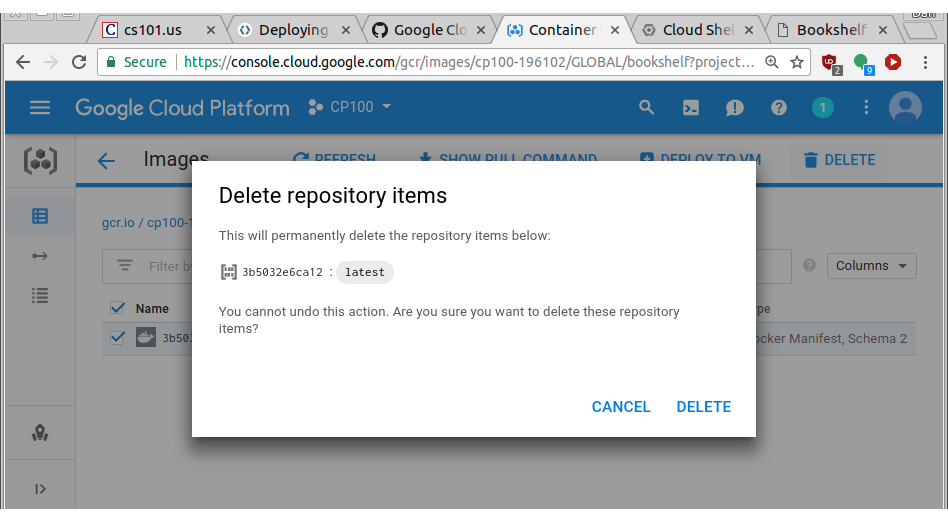 Dan
cs101.us
Deploying
Google Clo
Container
Cloud Shel
Bookshelf
Secure
https://console.cloud.google.com/gcr/images/cp100-196102/GLOBAL/bookshelf?project...
2
9
Google Cloud Platform
CP100
1
Images
REFRESH
SHOW PULL COMMAND
DEPLOY TO VM
DELETE
gcr.io / cp100-1
Filter by
Columns
Name
pe
3b503
ocker Manifest, Schema 2
Delete repository items
This will permanently delete the repository items below:
3b5032e6ca12 : latest
You cannot undo this action. Are you sure you want to delete these repository
items?
CANCEL
DELETE